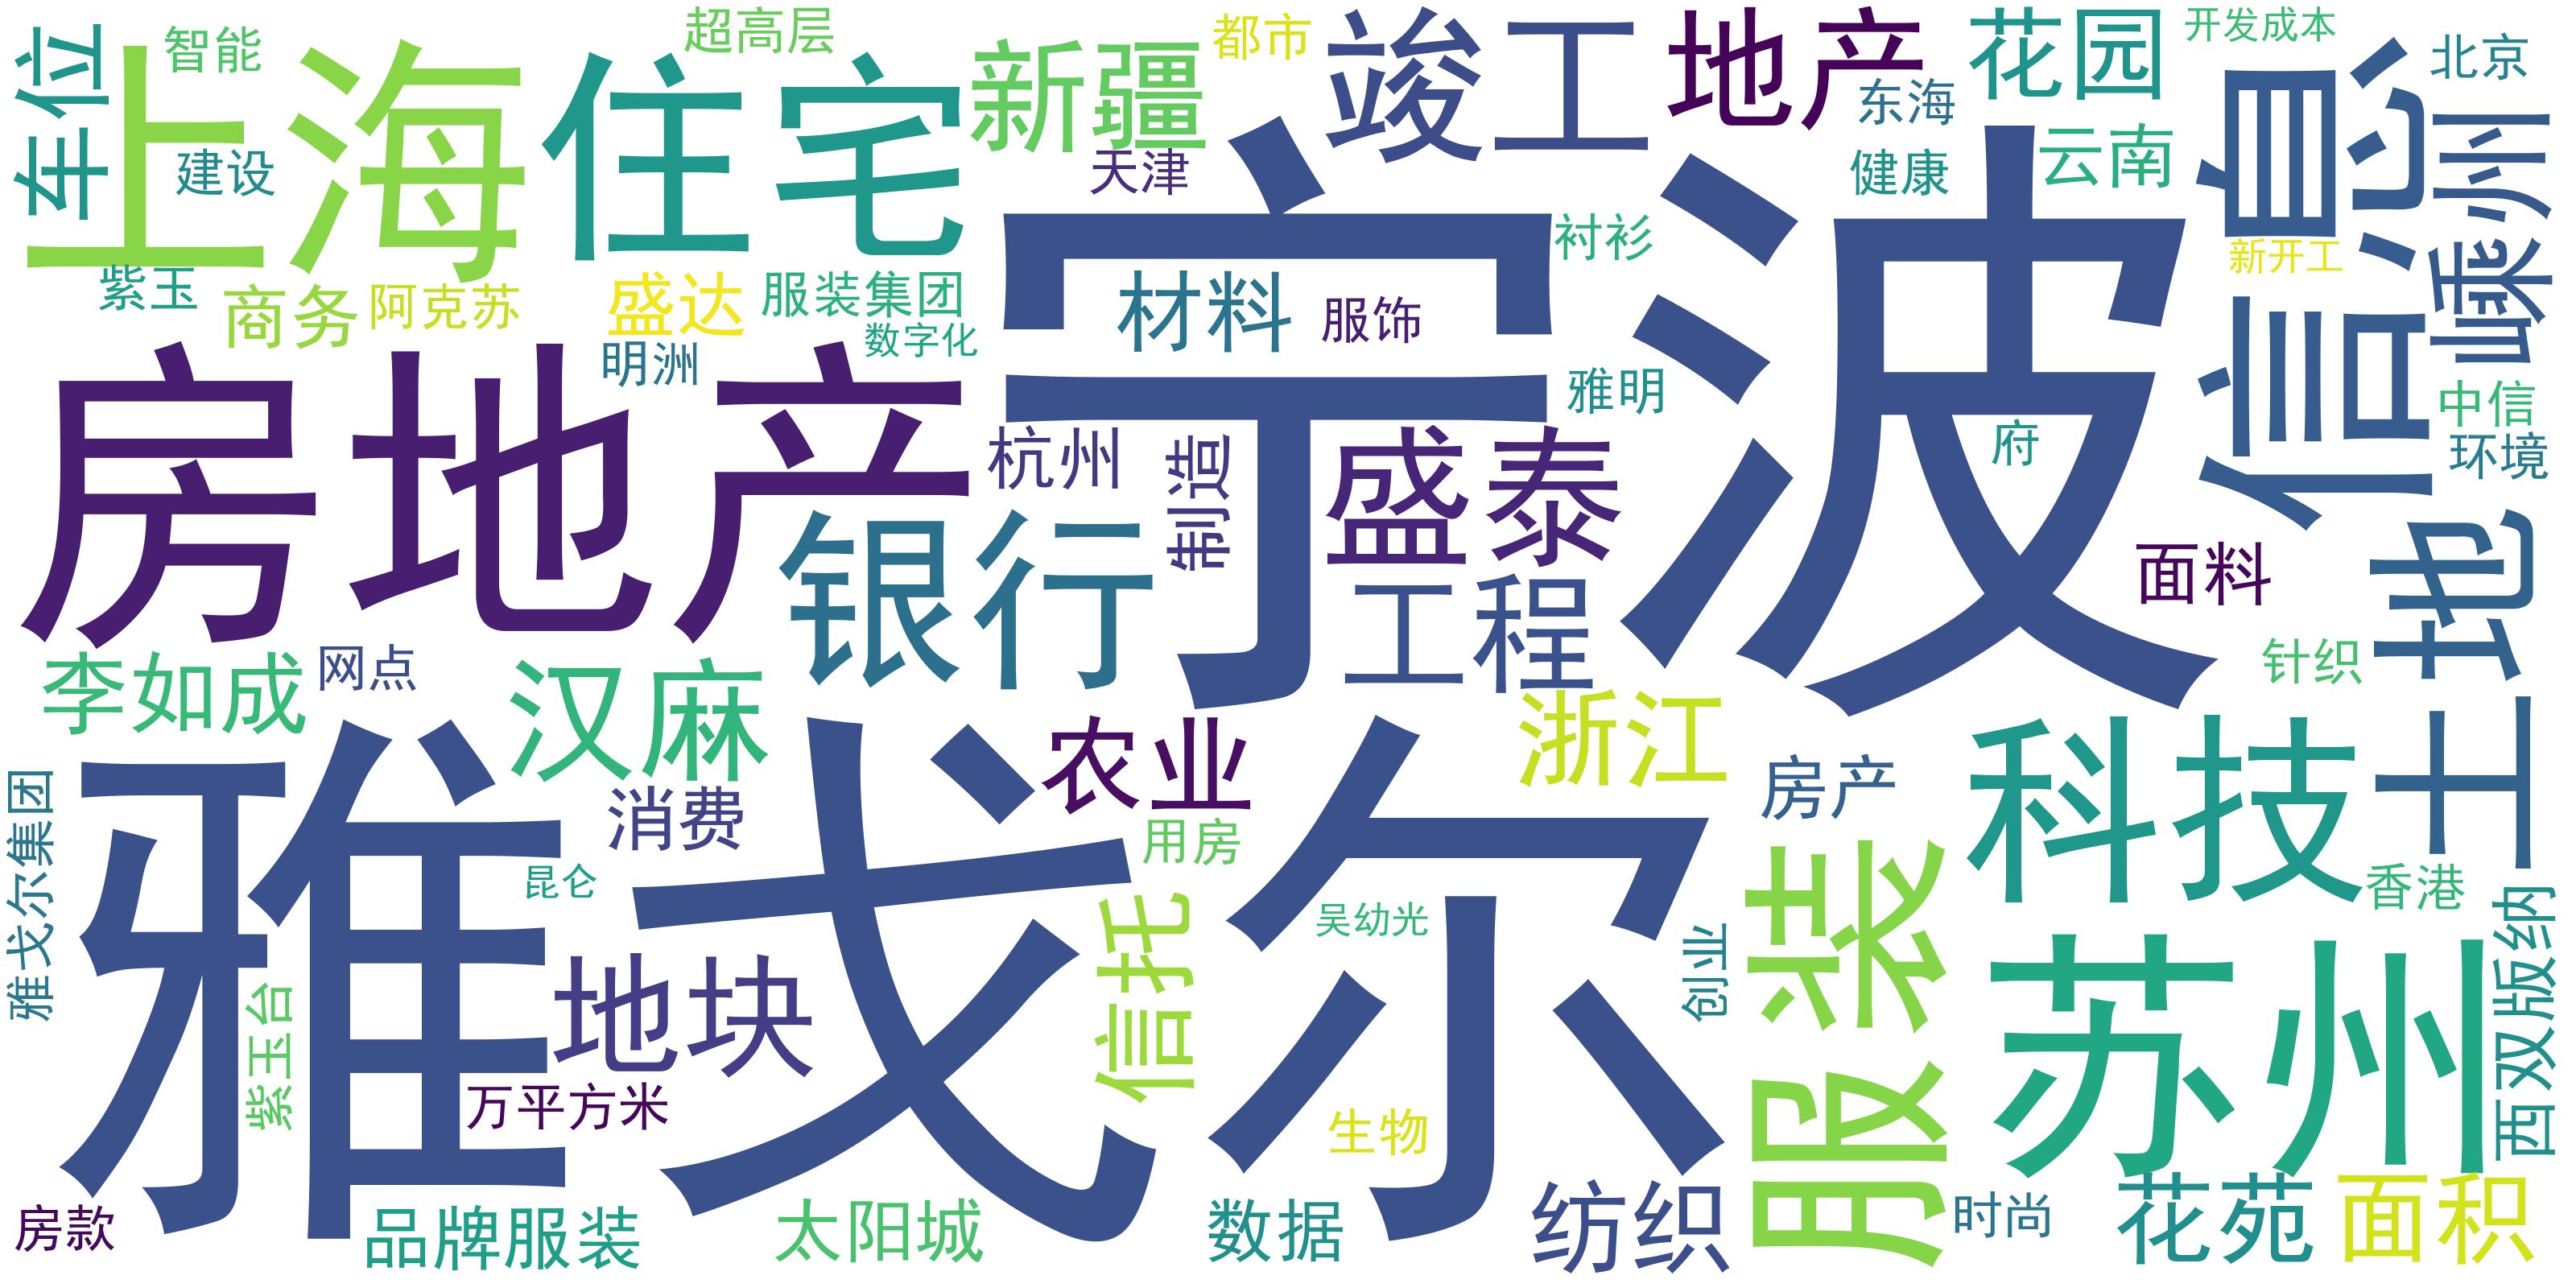 车位
智能
上海
建设
超高层
住宅
新疆
都市
竣工
地产
花园
开发成本
北京
东海
天津
健康
云南
信息
嵊州
紫玉
商务
阿克苏
盛达
服装集团
数字化
明洲
宁波
材料
服饰
衬衫
雅明
新开工
中信
环境
房地产
杭州
制造
盛泰
府
银行
工程
面料
土地
李如成
网点
汉麻
农业
浙江
针织
房产
科技
雅戈尔
消费
用房
昆仑
吴幼光
雅戈尔集团
紫玉台
地块
万平方米
信托
生物
创业
服装
香港
苏州
西双版纳
房款
品牌服装
太阳城
数据
纺织
时尚
花苑
面积